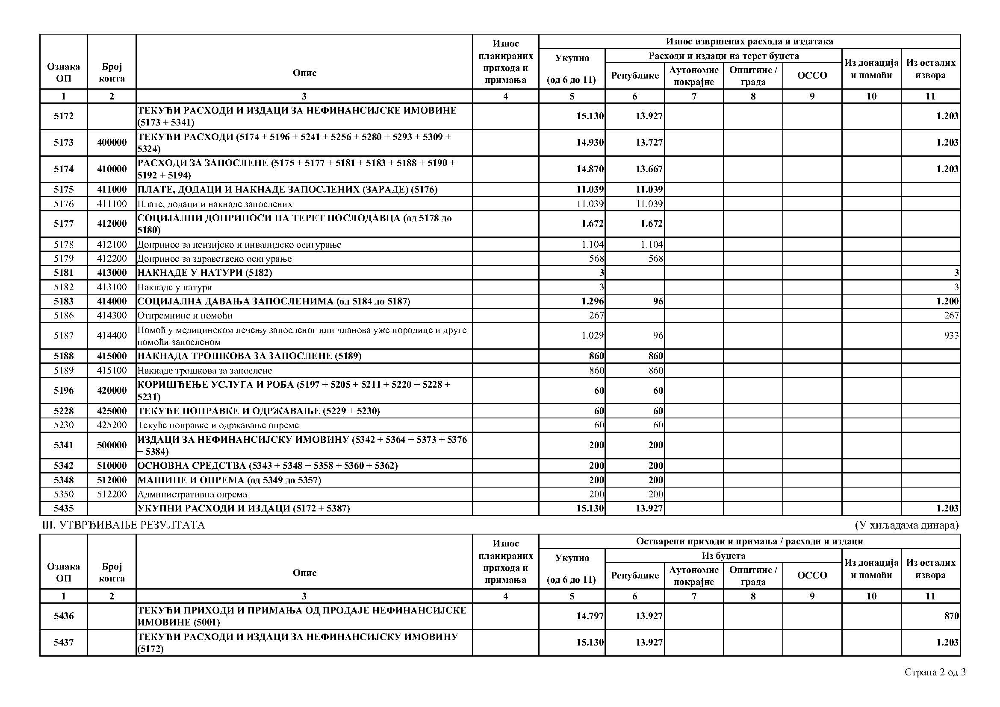 Износ извршених расхода и издатака
Ознака ОП Број конта Опис Износ планираних прихода и примања Укупно (од 6 до 11) Расходи и издаци на терет буџета Из донација и помоћи Из осталих извора
Републике Аутономне покрајне Општине / града ОССО
1 2 3 4 5 6 7 8 9 10 11
5172 ТЕКУЋИ РАСХОДИ И ИЗДАЦИ ЗА НЕФИНАНСИЈСКЕ ИМОВИНЕ 15.130 13.927 1.203
(5173 + 5341)
5173 400000 ТЕКУЋИ РАСХОДИ (5174 + 5196 + 5241 + 5256 + 5280 + 5293 + 5309 + 14.930 13.727 1.203
5324)
5174 410000 РАСХОДИ ЗА ЗАПОСЛЕНЕ (5175 + 5177 + 5181 + 5183 + 5188 + 5190 + 14.870 13.667 1.203
5192 + 5194)
5175 411000 ПЛАТЕ, ДОДАЦИ И НАКНАДЕ ЗАПОСЛЕНИХ (ЗАРАДЕ) (5176) 11.039 11.039
5176 411100 Плате, додаци и накнаде запослених 11.039 11.039
5177 412000 СОЦИЈАЛНИ ДОПРИНОСИ НА ТЕРЕТ ПОСЛОДАВЦА (од 5178 до 1.672 1.672
5180)
5178 412100 Допринос за пензијско и инвалидско осигурање 1.104 1.104
5179 412200 Допринос за здравствено осигурање 568 568
5181 413000 НАКНАДЕ У НАТУРИ (5182) 3 3
5182 413100 Накнаде у натури 3 3
5183 414000 СОЦИЈАЛНА ДАВАЊА ЗАПОСЛЕНИМА (од 5184 до 5187) 1.296 96 1.200
5186 414300 Отпремнине и помоћи 267 267
5187 414400 Помоћ у медицинском лечењу запосленог или чланова уже породице и друге 1.029 96 933
помоћи запосленом
5188 415000 НАКНАДА ТРОШКОВА ЗА ЗАПОСЛЕНЕ (5189) 860 860
5189 415100 Накнаде трошкова за запослене 860 860
5196 420000 КОРИШЋЕЊЕ УСЛУГА И РОБА (5197 + 5205 + 5211 + 5220 + 5228 + 60 60
5231)
5228 425000 ТЕКУЋЕ ПОПРАВКЕ И ОДРЖАВАЊЕ (5229 + 5230) 60 60
5230 425200 Текуће поправке и одржавање опреме 60 60
5341 500000 ИЗДАЦИ ЗА НЕФИНАНСИЈСКУ ИМОВИНУ (5342 + 5364 + 5373 + 5376 200 200
+ 5384)
5342 510000 ОСНОВНА СРЕДСТВА (5343 + 5348 + 5358 + 5360 + 5362) 200 200
5348 512000 МАШИНЕ И ОПРЕМА (од 5349 до 5357) 200 200
5350 512200 Административна опрема 200 200
5435 УКУПНИ РАСХОДИ И ИЗДАЦИ (5172 + 5387) 15.130 13.927 1.203
III. УТВРЂИВАЊЕ РЕЗУЛТАТА (У хиљадама динара)
Остварени приходи и примања / расходи и издаци
Ознака ОП Број конта Опис Износ планираних прихода и примања Укупно (од 6 до 11) Из буџета Из донација и помоћи Из осталих извора
Републике Аутономне покрајне Општине / града ОССО
1 2 3 4 5 6 7 8 9 10 11
5436 ТЕКУЋИ ПРИХОДИ И ПРИМАЊА ОД ПРОДАЈЕ НЕФИНАНСИЈСКЕ 14.797 13.927 870
ИМОВИНЕ (5001)
5437 ТЕКУЋИ РАСХОДИ И ИЗДАЦИ ЗА НЕФИНАНСИЈСКУ ИМОВИНУ 15.130 13.927 1.203
(5172)
Страна 2 од 3